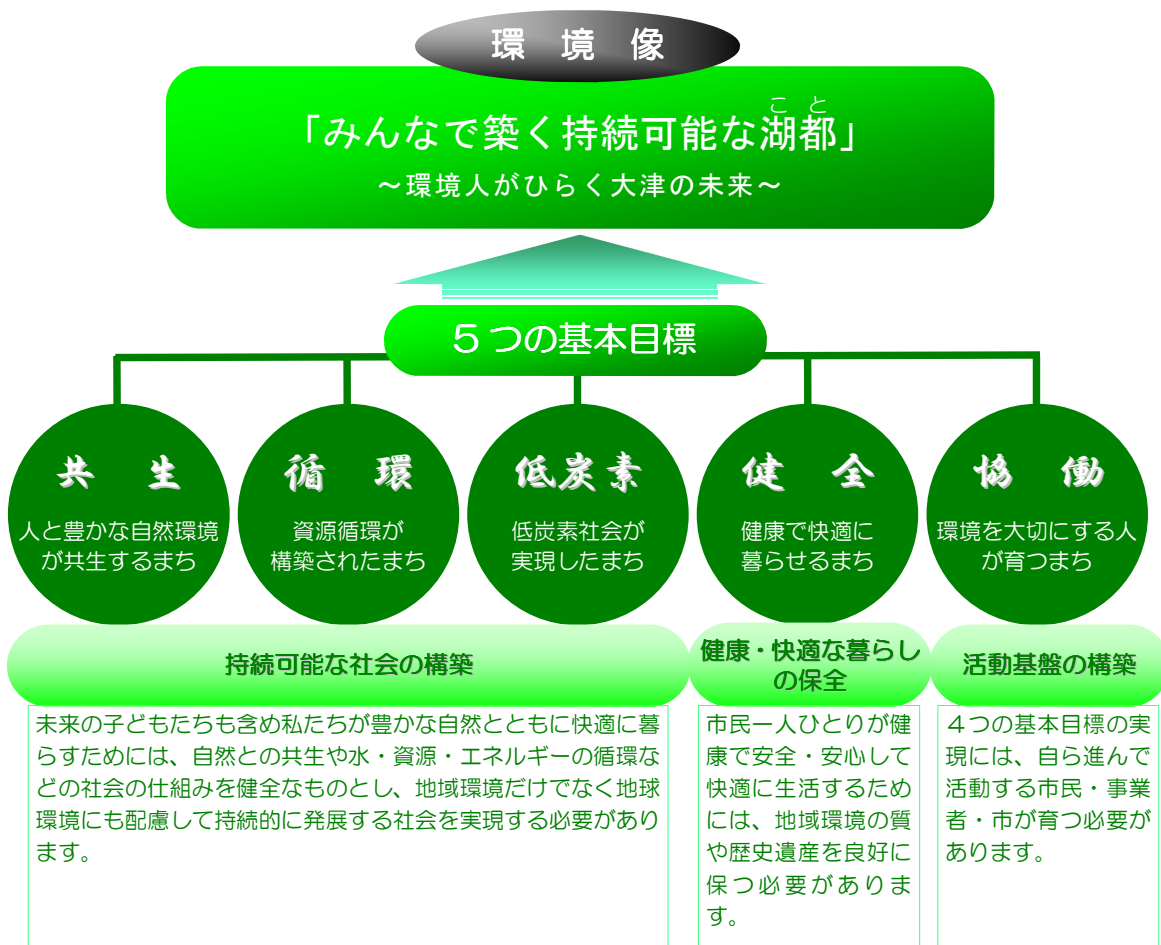 環 境 像
こ と
「みんなで築く持続可能な湖都」
～環境人がひらく大津の未来～
5つの基本目標
共 生
人と豊かな自然環境
が共生するまち
循 環
資源循環が
構築されたまち
低炭素
低炭素社会が
実現したまち
健 全
健康で快適に
暮らせるまち
協 働
環境を大切にする人
が育つまち
持続可能な社会の構築
未来の子どもたちも含め私たちが豊かな自然とともに快適に暮
らすためには、自然との共生や水・資源・エネルギーの循環な
どの社会の仕組みを健全なものとし、地域環境だけでなく地球
環境にも配慮して持続的に発展する社会を実現する必要があり
ます。
健康・快適な暮らし
の保全
市民一人ひとりが健
康で安全・安心して
快適に生活するため
には、地域環境の質
や歴史遺産を良好に
保つ必要がありま
す。
活動基盤の構築
4つの基本目標の実
現には、自ら進んで
活動する市民・事業
者・市が育つ必要が
あります。